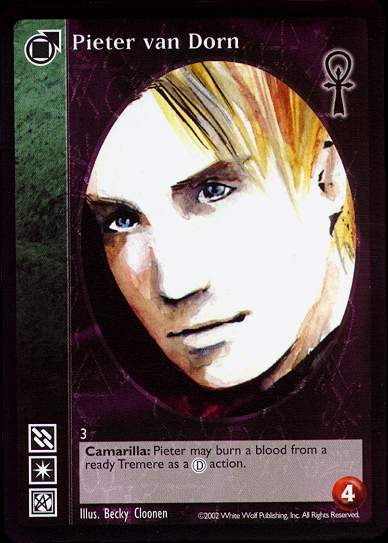 Pieter van Dorn
3
Camarilla: Pieter may burn a blood from a
ready Tremere as a D action.
4
Illus. Becky Cloonen
©2002 White Wolf Publishing, Inc. All Rights Reserved.